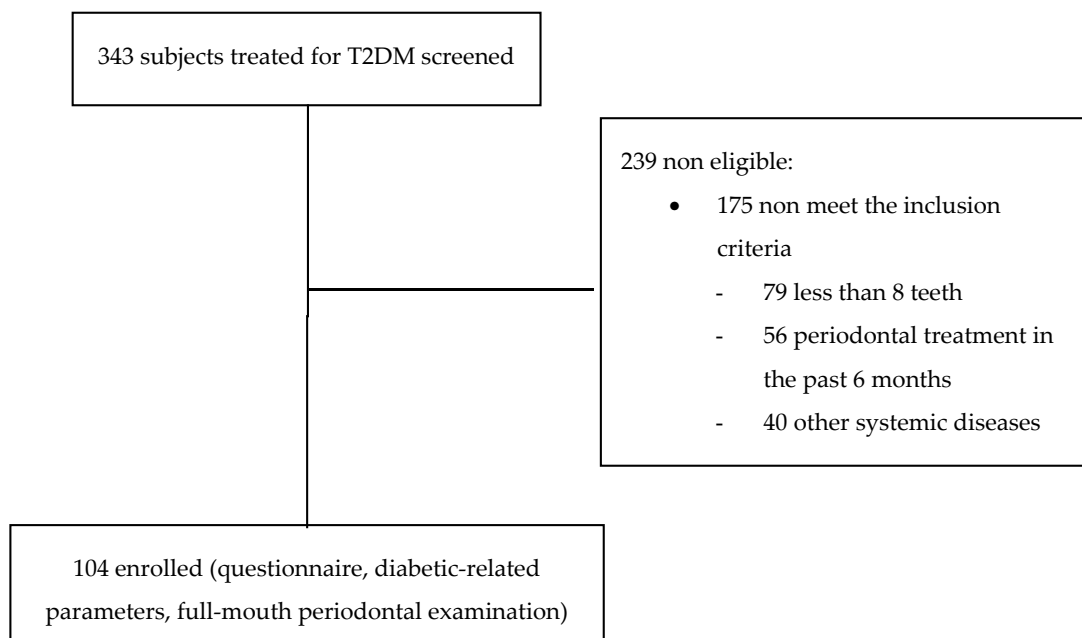 343 subjects treated for T2DM screened
239 non eligible:
• 175 non meet the inclusion
criteria
- 79 less than 8 teeth
- 56 periodontal treatment in
the past 6 months
- 40 other systemic diseases
104 enrolled (questionnaire, diabetic-related
parameters, full-mouth periodontal examination)